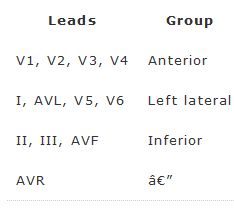 Leads Group
V1, V2, V3, V4 Anterior
I, AVL, V5, V6 Left lateral
II, III, AVF Inferior
AVR â€”